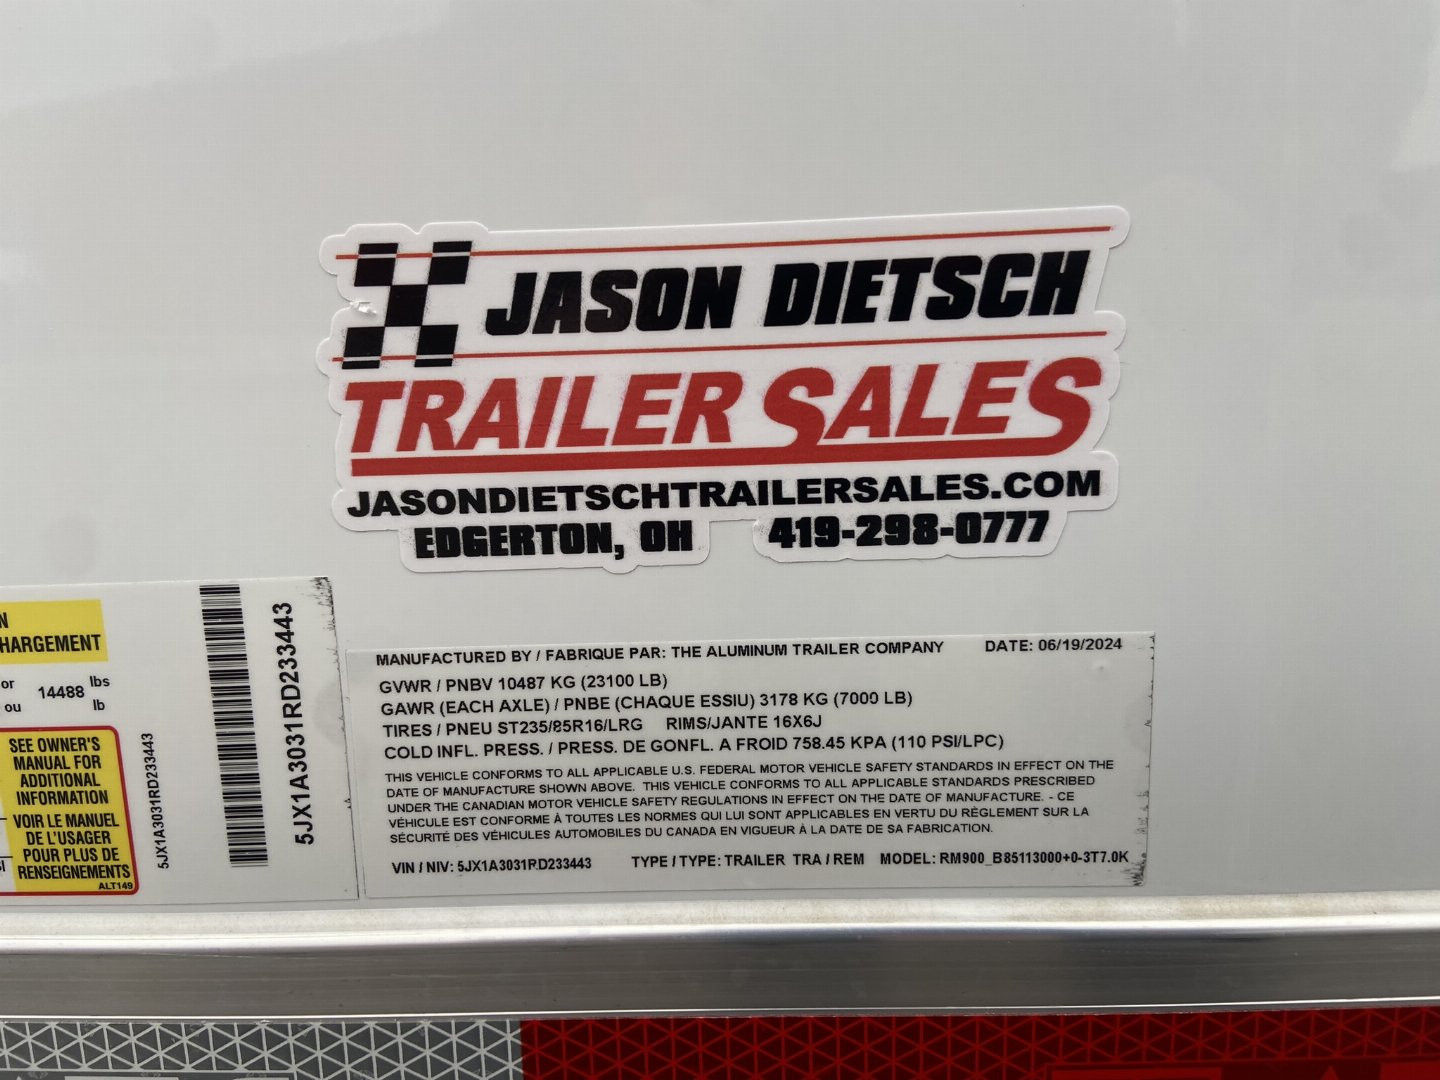 JASON DIETSCH
TRAILER SALES
JASONDIETSCHTRAILERSALES.COM
EDGERTON, OH 419-298-0777
HARGEMENT
or 14488 lbs
ou lb
SEE OWNER'S
MANUAL FOR
ADDITIONAL
INFORMATION
VOIR LE MANUEL
DE L'USAGER
POUR PLUS DE
RENSEIGNEMENTS
ALT149
5JX1A3031RD233443
5JX1A3031RD233443
MANUFACTURED BY / FABRIQUE PAR: THE ALUMINUM TRAILER COMPANY DATE: 06/19/2024
GVWR / PNBV 10487 KG (23100 LB)
GAWR (EACH AXLE) / PNBE (CHAQUE ESSIU) 3178 KG (7000 LB)
TIRES / PNEU ST235/85R16/LRG RIMS/JANTE 16X6J
COLD INFL. PRESS. / PRESS. DE GONFL. A FROID 758.45 KPA (110 PSI/LPC)
THIS VEHICLE CONFORMS TO ALL APPLICABLE U.S. FEDERAL MOTOR VEHICLE SAFETY STANDARDS IN EFFECT ON THE
DATE OF MANUFACTURE SHOWN ABOVE. THIS VEHICLE CONFORMS TO ALL APPLICABLE STANDARDS PRESCRIBED
UNDER THE CANADIAN MOTOR VEHICLE SAFETY REGULATIONS IN EFFECT ON THE DATE OF MANUFACTURE. - CE
VÉHICULE EST CONFORME À TOUTES LES NORMES QUI LUI SONT APPLICABLES EN VERTU DU RÈGLEMENT SUR LA
SÉCURITÉ DES VÉHICULES AUTOMOBILES DU CANADA EN VIGUEUR À LA DATE DE SA FABRICATION.
VIN / NIV: 5JX1A3031RD233443 TYPE / TYPE: TRAILER TRA / REM MODEL: RM900_B85113000+0-3T7.0K